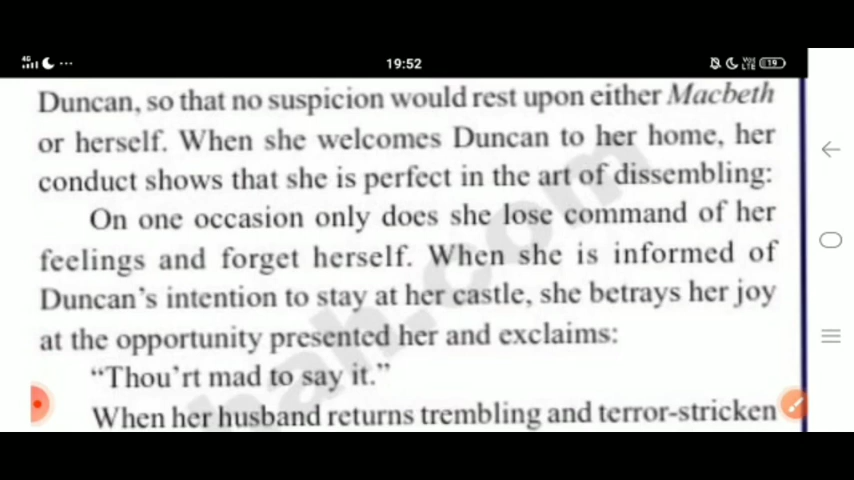 4G ...
19:52
Vo) LTE 19
Duncan, so that no suspicion would rest upon either Macbeth
or herself. When she welcomes Duncan to her home, her
conduct shows that she is perfect in the art of dissembling:
On one occasion only does she lose command of her
feelings and forget herself. When she is informed of
Duncan's intention to stay at her castle, she betrays her joy
at the opportunity presented her and exclaims:
"Thou'rt mad to say it."
When her husband returns trembling and terror-stricken